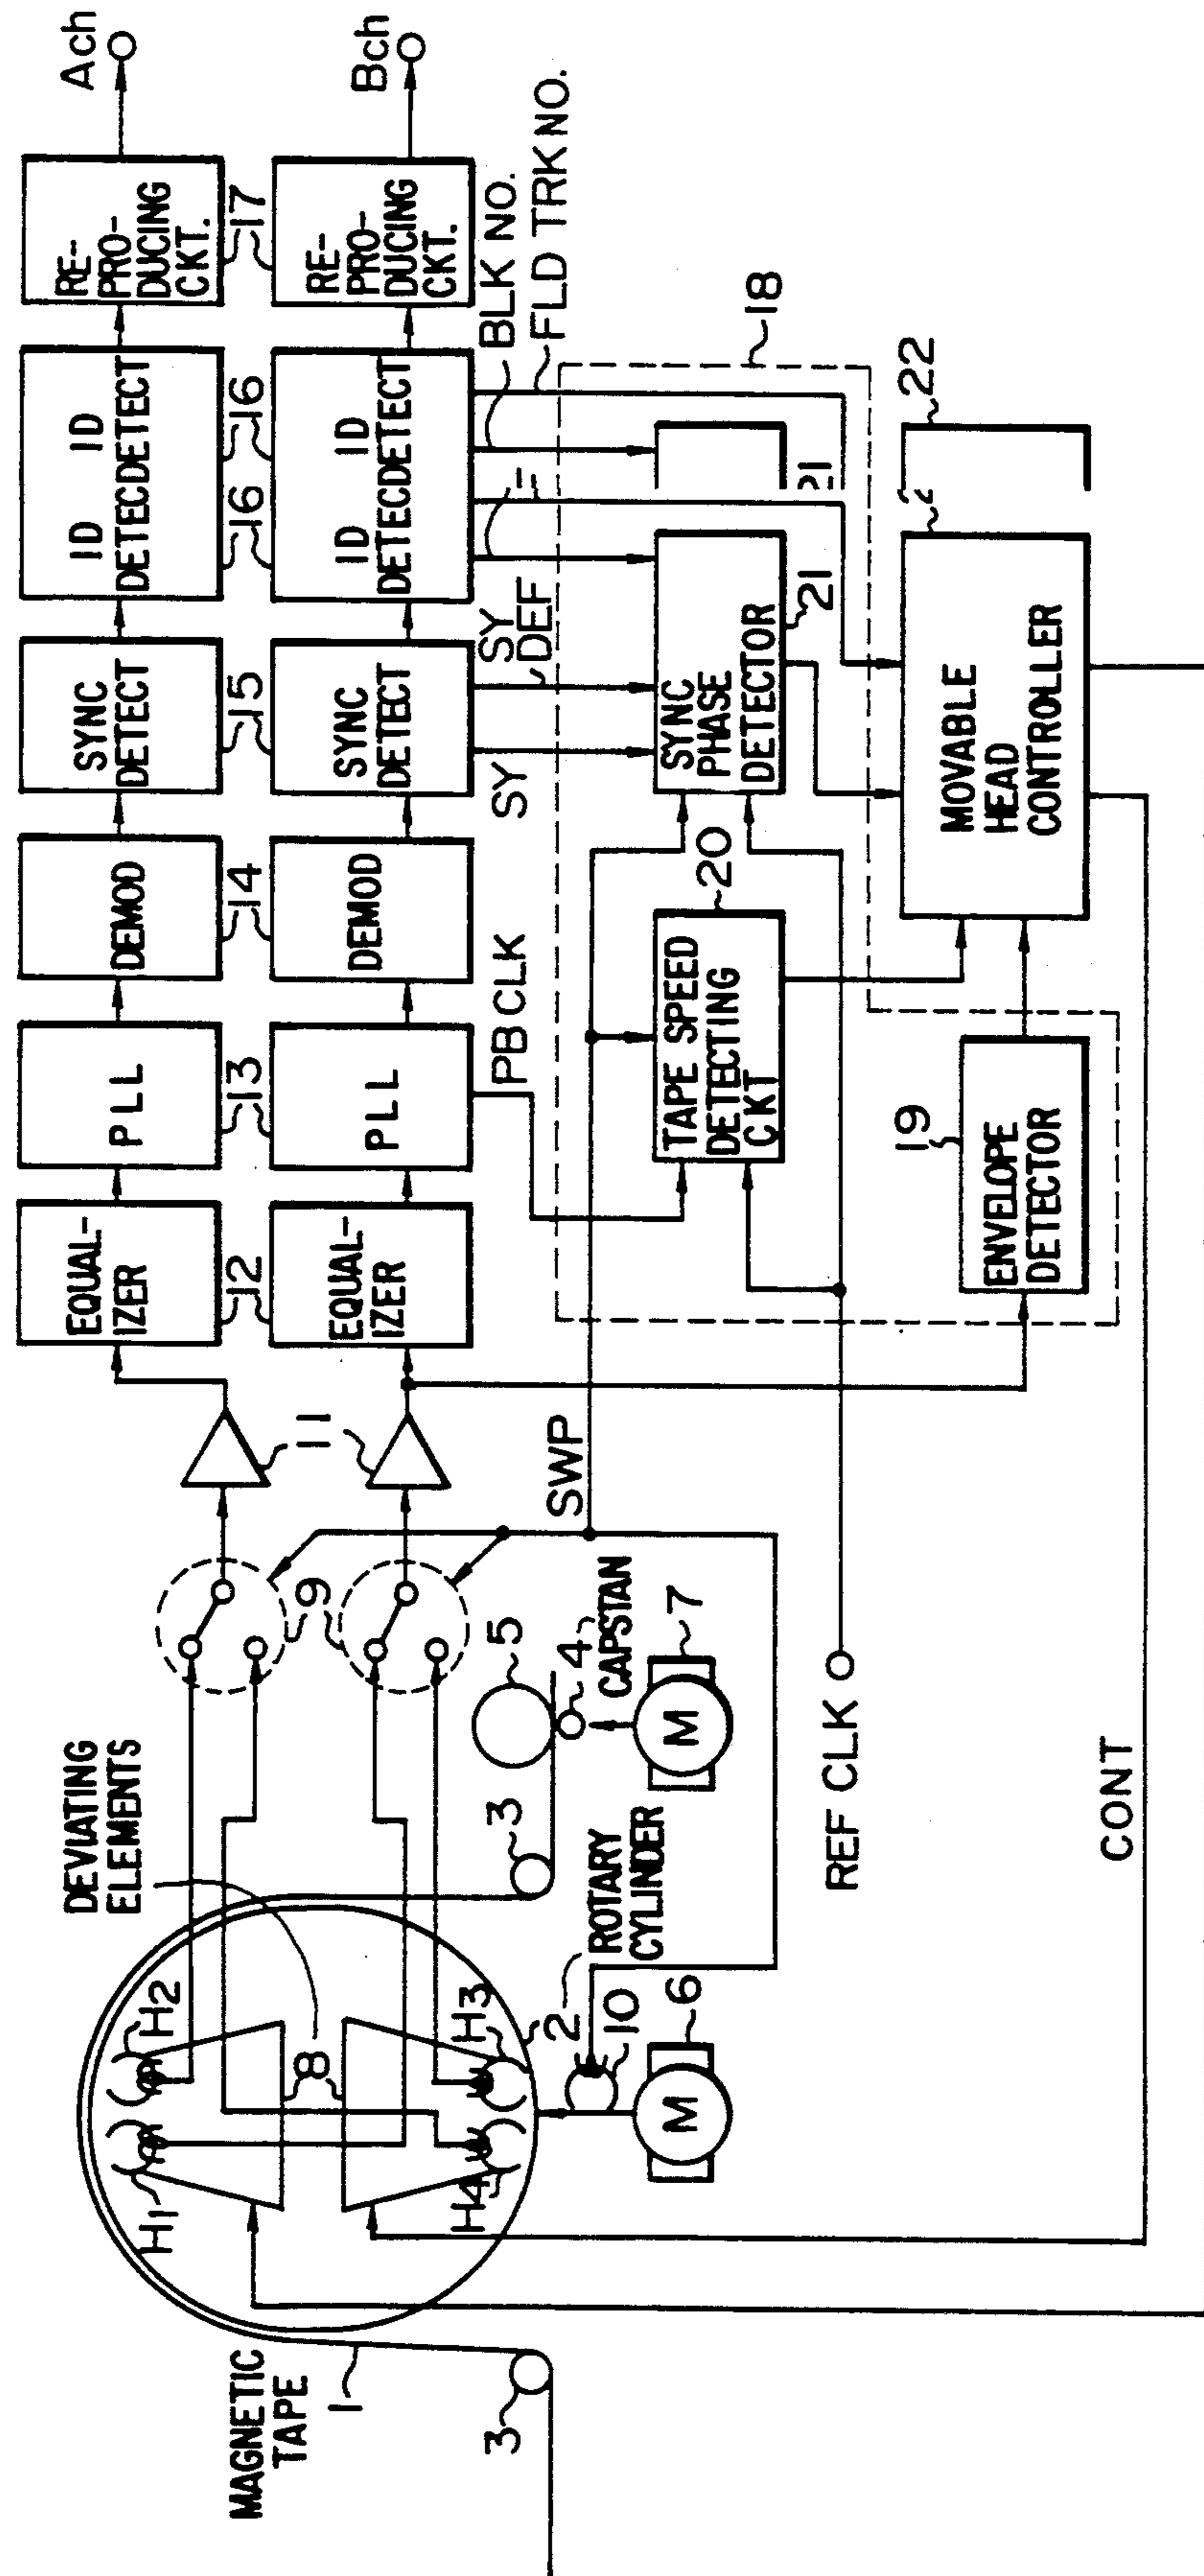 MAGNETIC
TAPE
1
3
H1
H2
H4
H3
8
DEVIATING
ELEMENTS
2
ROTARY
CYLINDER
10
6
M
3
5
4
CAPSTAN
7
M
9
SWP
REF CLK
CONT
11
EQUAL-
IZER
12
EQUAL-
IZER
PLL
13
PLL
PB CLK
DEMOD
14
DEMOD
SYNC
DETECT
15
SYNC
DETECT
SY
SY
DEF
ID ID
DETECDETECT
16 16
ID ID
DETECDETECT
RE-
PRO-
DUCING
CKT.
17
RE-
PRO-
DUCING
CKT.
Ach
Bch
BLK NO.
FLD TRK NO.
18
19
ENVELOPE
DETECTOR
20
TAPE SPEED
DETECTING
CKT
SYNC
PHASE
DETECTOR
21
21
MOVABLE
HEAD
CONTROLLER
22